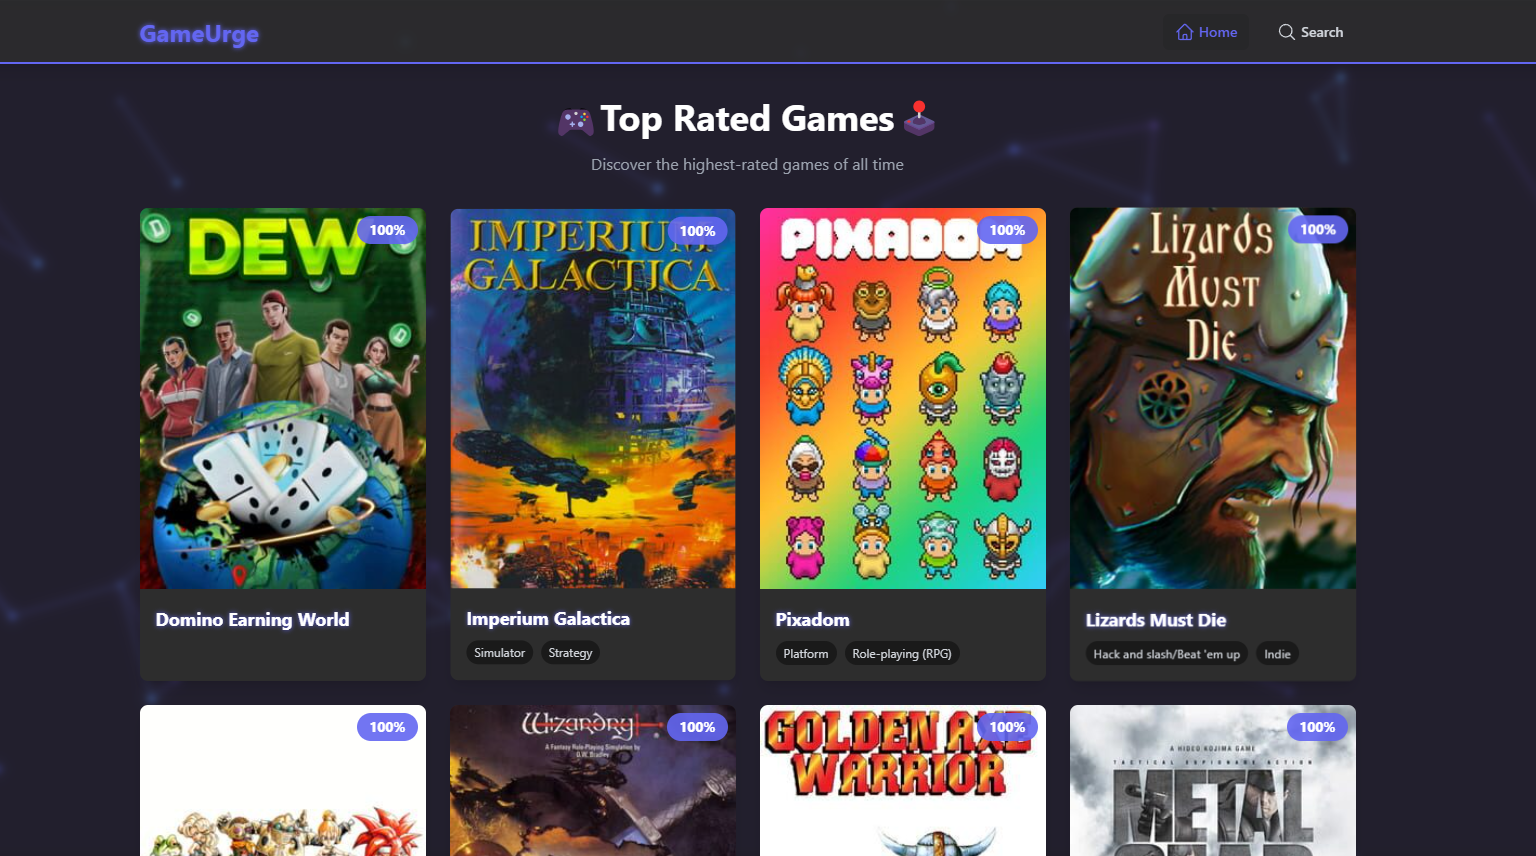 GameUrge
Home
Search
Top Rated Games
Discover the highest-rated games of all time
DEW
100%
IMPERIUM
GALACTICA
100%
PIXADOM
100%
Lizards
Must
Die
100%
Domino Earning World
Imperium Galactica
Simulator
Strategy
Pixadom
Platform
Role-playing (RPG)
Lizards Must Die
Hack and slash/Beat 'em up
Indie
100%
Wizardry
A Fantasy Role-Playing Simulation by
D.W. Bradley
100%
GOLDEN AXE
WARRIOR
100%
A HIDEO KOJIMA GAME
TACTICAL ESPIONAGE ACTION
METAL
GEAR
100%